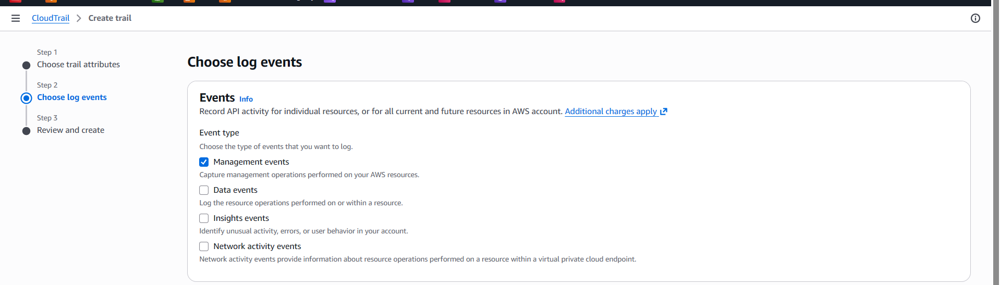 CloudTrail > Create trail
Step 1
Choose trail attributes
Step 2
Choose log events
Step 3
Review and create
Choose log events
Events Info
Record API activity for individual resources, or for all current and future resources in AWS account. Additional charges apply
Event type
Choose the type of events that you want to log.
Management events
Capture management operations performed on your AWS resources.
Data events
Log the resource operations performed on or within a resource.
Insights events
Identify unusual activity, errors, or user behavior in your account.
Network activity events
Network activity events provide information about resource operations performed on a resource within a virtual private cloud endpoint.